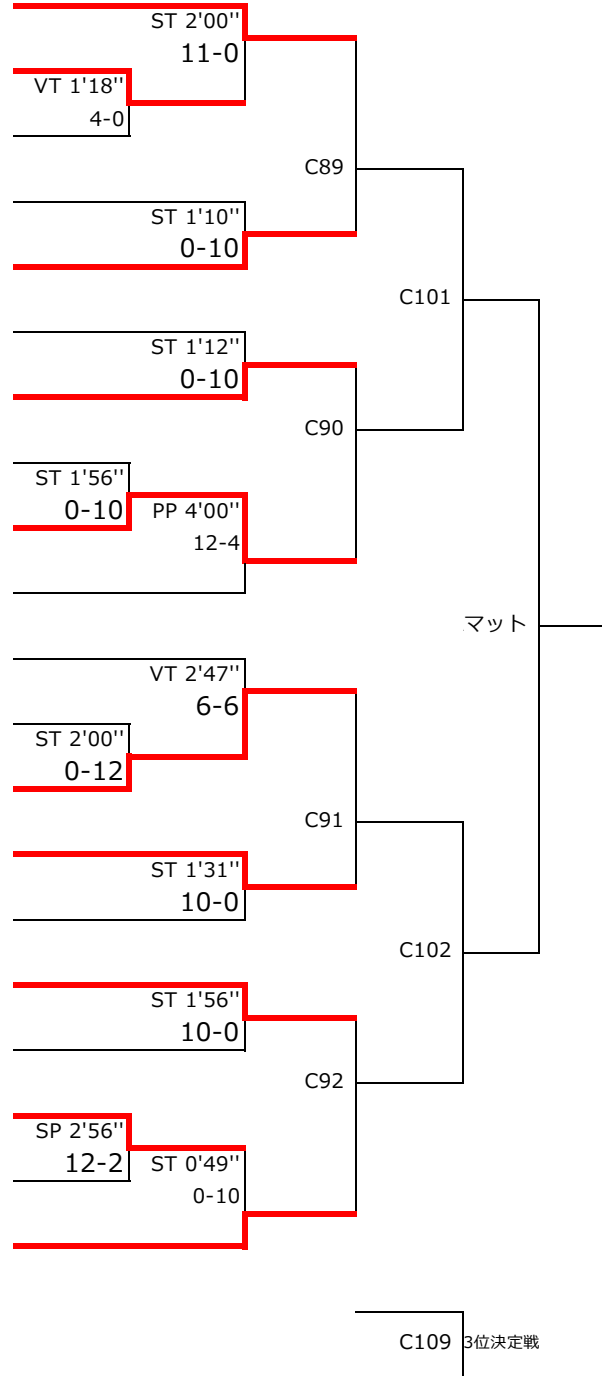 ST 2'00''
11-0
VT 1'18''
4-0
C89
ST 1'10''
0-10
C101
ST 1'12''
0-10
C90
ST 1'56''
0-10
PP 4'00''
12-4
マット
VT 2'47''
6-6
ST 2'00''
0-12
C91
ST 1'31''
10-0
C102
ST 1'56''
10-0
C92
SP 2'56''
12-2
ST 0'49''
0-10
C109 3位決定戦